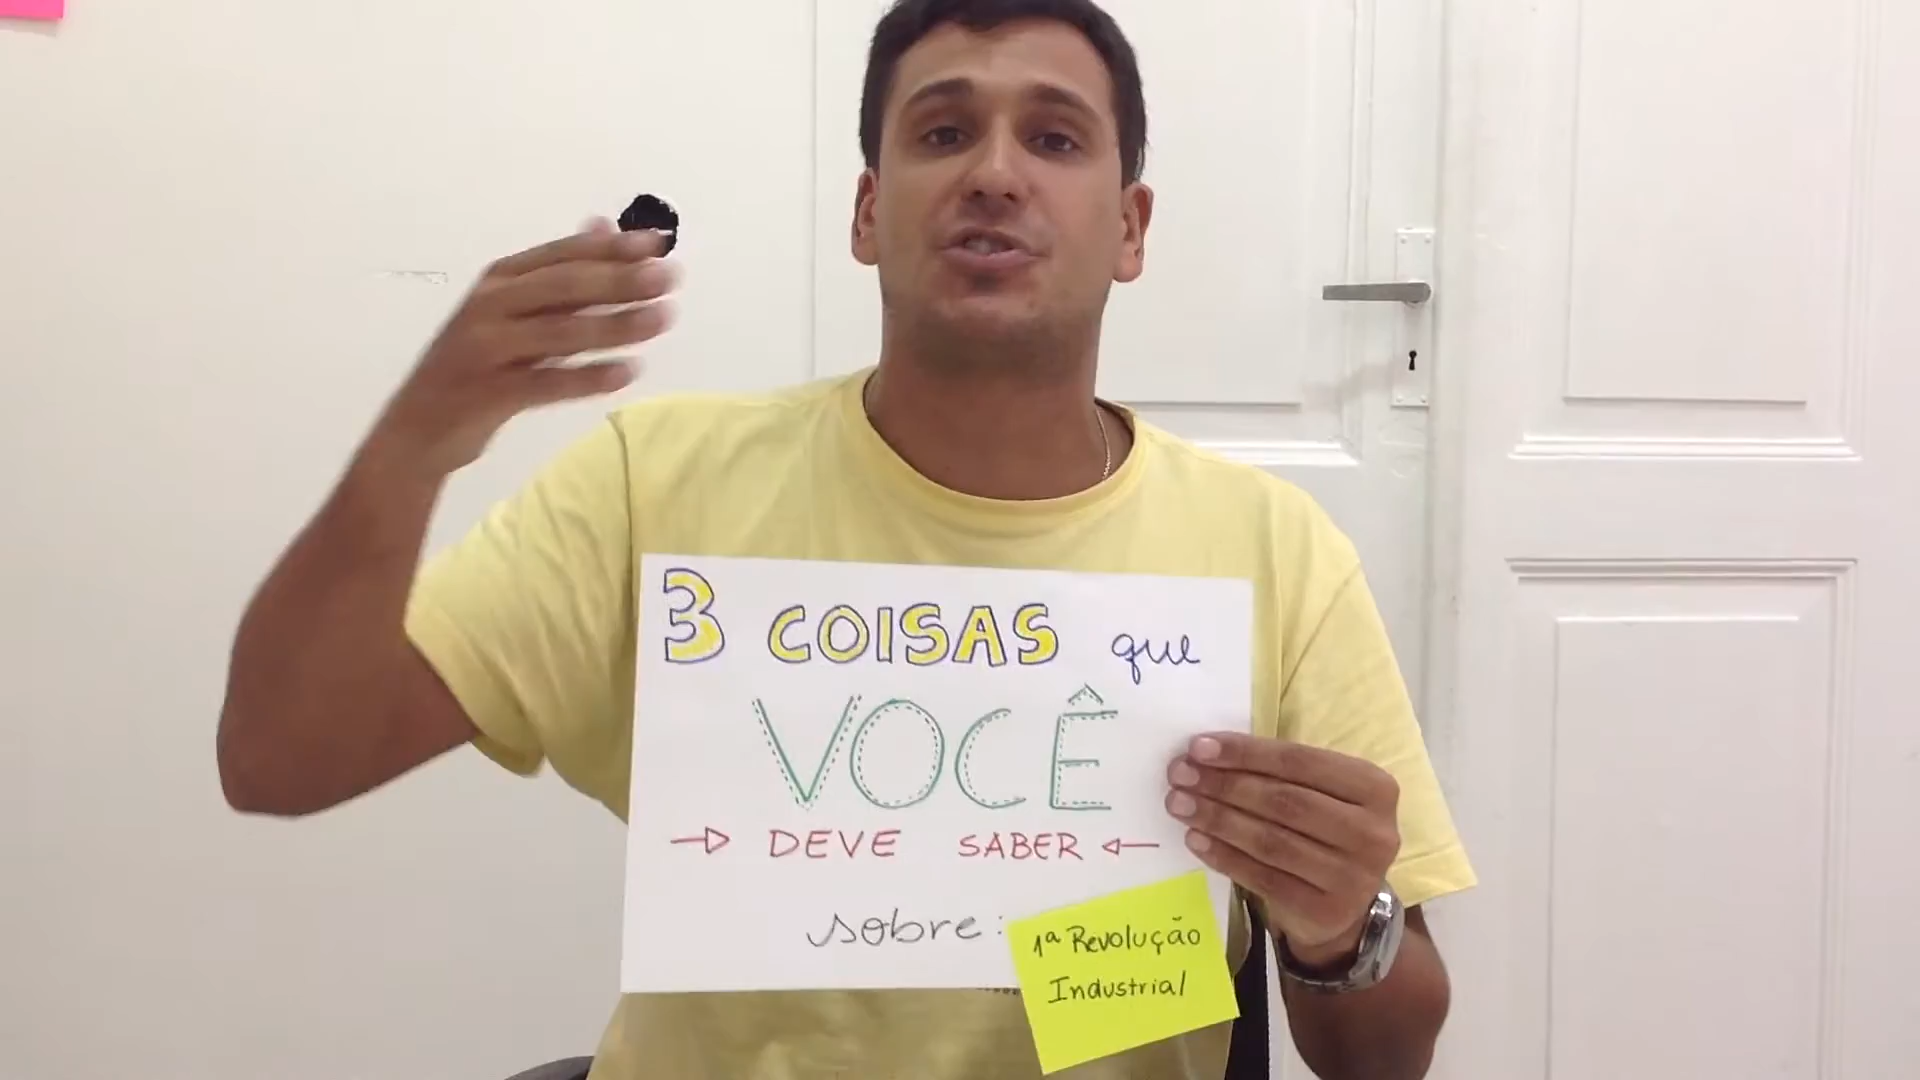 3 COISAS que
VOCÊ
DEVE SABER
sobre:
1ª Revolução
Industrial